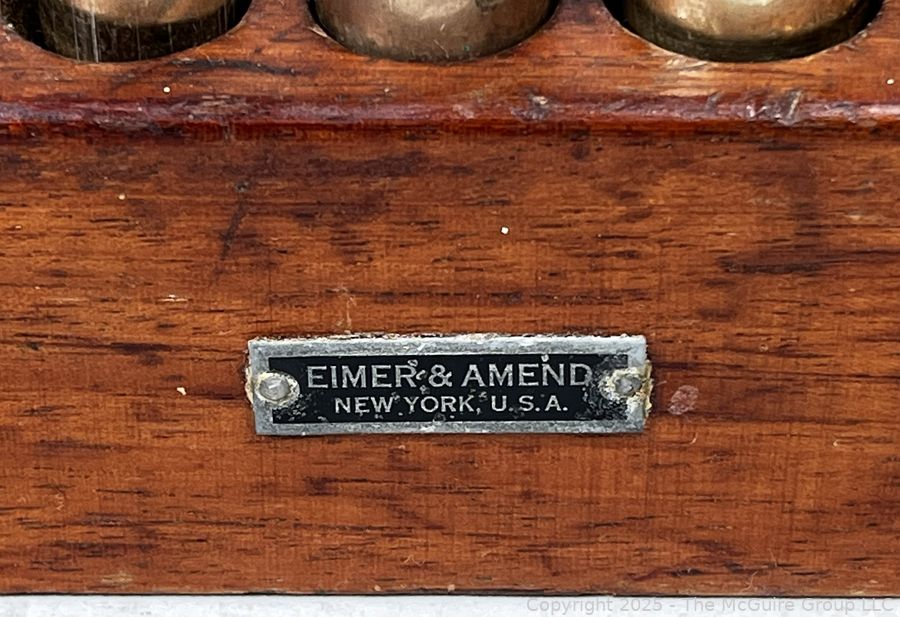 EIMER & AMEND
NEW YORK, U.S.A.
Copyright 2025 - The McGuire Group LLC